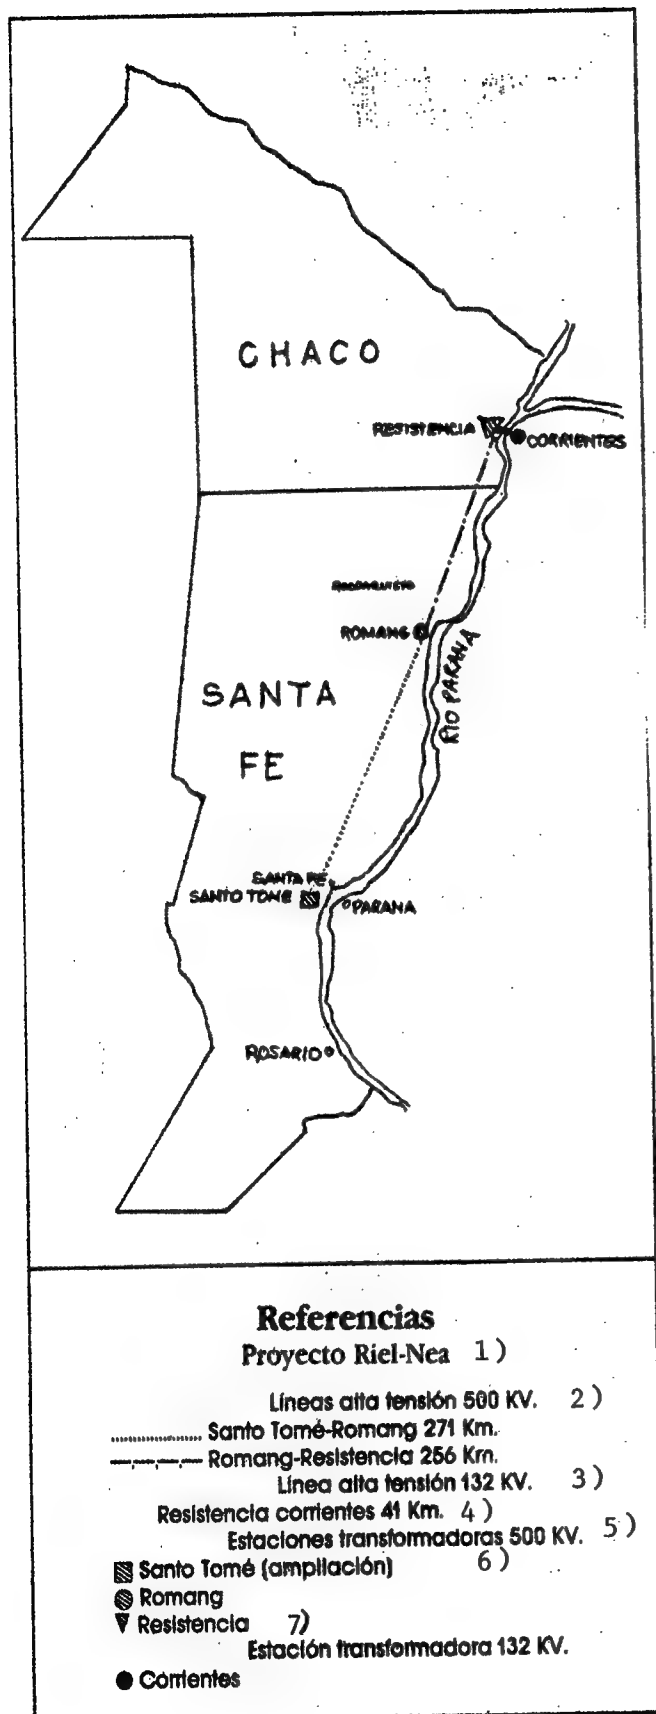 CHACO
RESISTENCIA
CORRIENTES
ROMANG
RIO PARANA
SANTA
FE
SANTA FE
SANTO TOME
PARANA
ROSARIO
Referencias
Proyecto Riel-Nea 1)
Líneas alta tensión 500 KV. 2)
Santo Tomé-Romang 271 Km.
Romang-Resistencia 256 Km.
Línea alta tensión 132 KV. 3)
Resistencia corrientes 41 Km. 4)
Estaciones transformadoras 500 KV. 5)
Santo Tomé (ampliación) 6)
Romang
Resistencia 7)
Estación transformadora 132 KV.
Corrientes